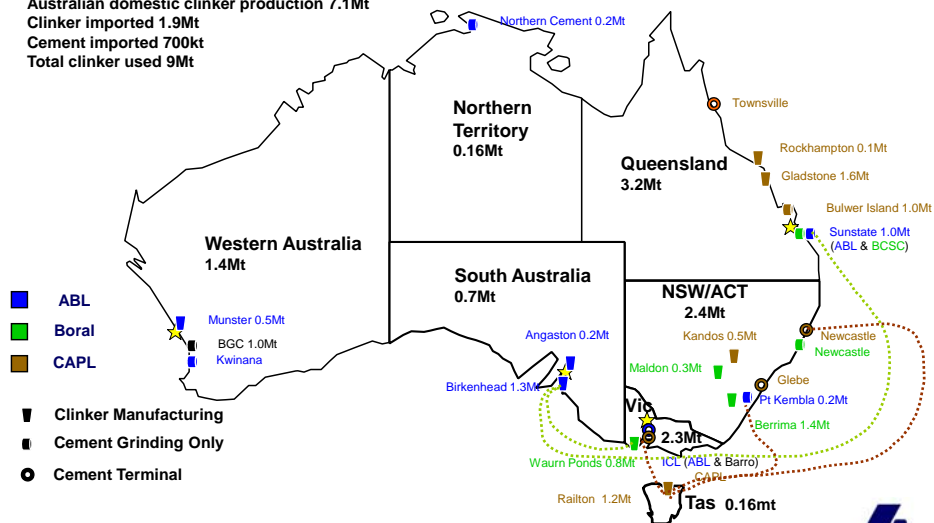 Australian domestic clinker production 7.1Mt
Clinker imported 1.9Mt
Cement imported 700kt
Total clinker used 9Mt
Northern Cement 0.2Mt
Northern
Territory
0.16Mt
Townsville
Queensland
3.2Mt
Rockhampton 0.1Mt
Gladstone 1.6Mt
Bulwer Island 1.0Mt
Sunstate 1.0Mt
(ABL & BCSC)
Western Australia
1.4Mt
South Australia
0.7Mt
NSW/ACT
2.4Mt
ABL
Boral
CAPL
Munster 0.5Mt
BGC 1.0Mt
Kwinana
Angaston 0.2Mt
Birkenhead 1.3Mt
Kandos 0.5Mt
Maldon 0.3Mt
Newcastle
Newcastle
Glebe
Pt Kembla 0.2Mt
Berrima 1.4Mt
Clinker Manufacturing
Cement Grinding Only
Cement Terminal
Vic
2.3Mt
Waurn Ponds 0.8Mt
ICL (ABL & Barro)
CAPL
Railton 1.2Mt
Tas 0.16mt